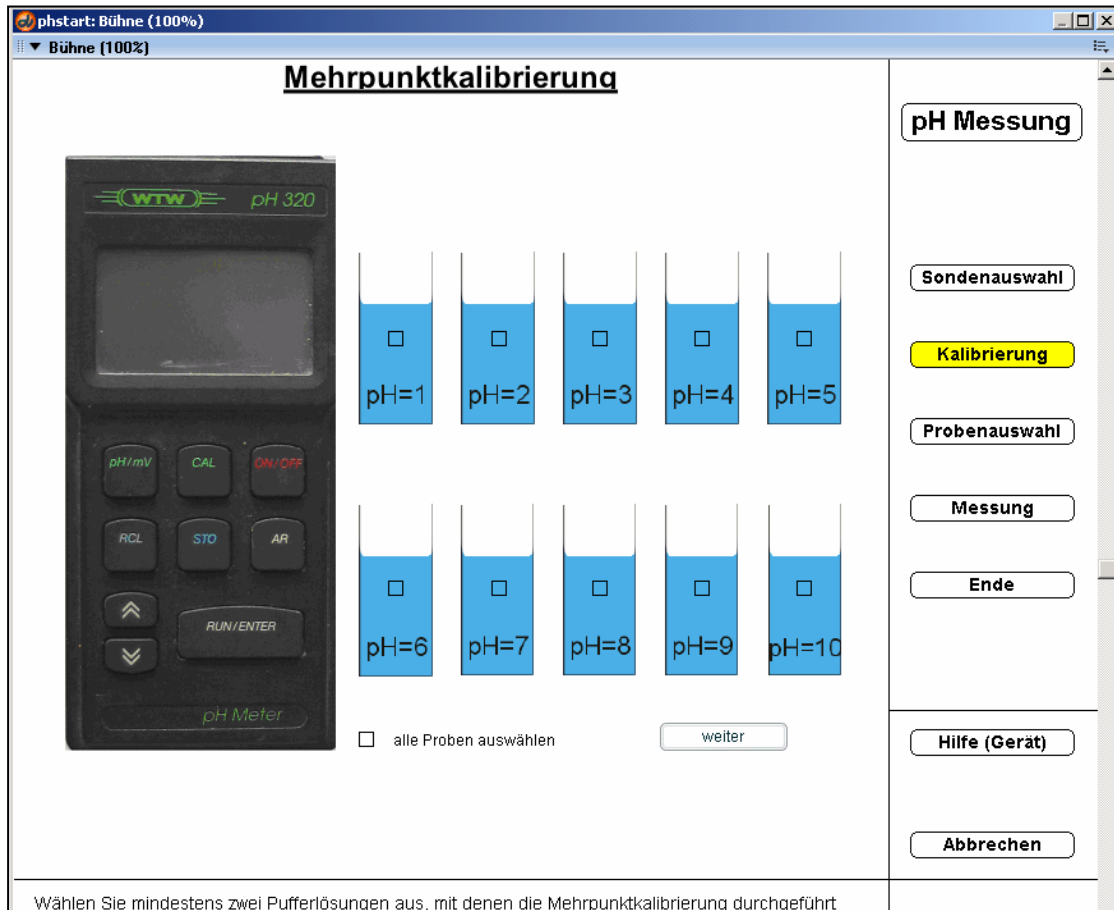 phstart: Bühne (100%)
Bühne (100%)
Mehrpunktkalibrierung
pH Messung
WTW pH 320
Sondenauswahl
pH=1 pH=2 pH=3 pH=4 pH=5
Kalibrierung
Probenauswahl
pH/mV CAL ON/OFF
Messung
RCL STO AR
Ende
RUN/ENTER
pH=6 pH=7 pH=8 pH=9 pH=10
pH Meter
alle Proben auswählen
weiter
Hilfe (Gerät)
Abbrechen
Wählen Sie mindestens zwei Pufferlösungen aus, mit denen die Mehrpunktkalibrierung durchgeführt